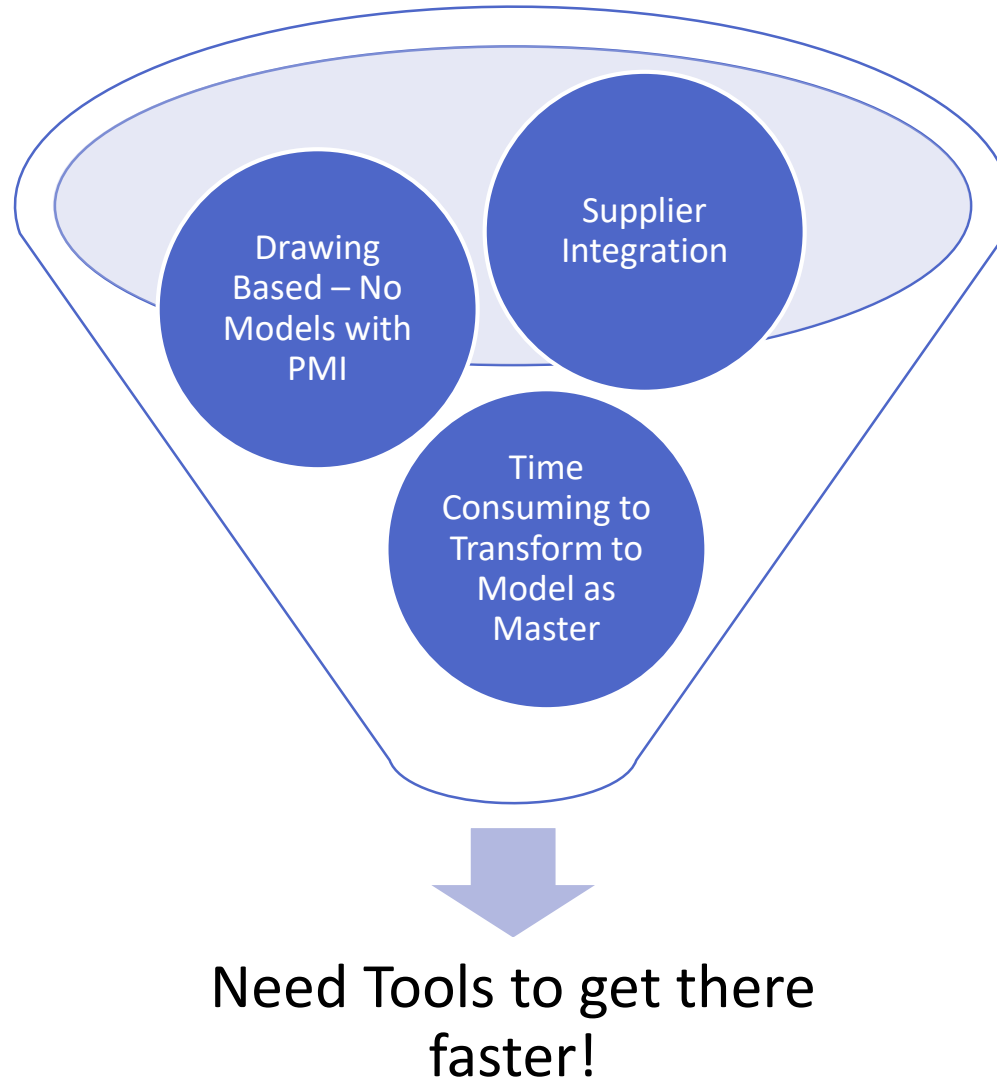 Supplier
Integration
Drawing
Based – No
Models with
PMI
Time
Consuming to
Transform to
Model as
Master
Need Tools to get there
faster!